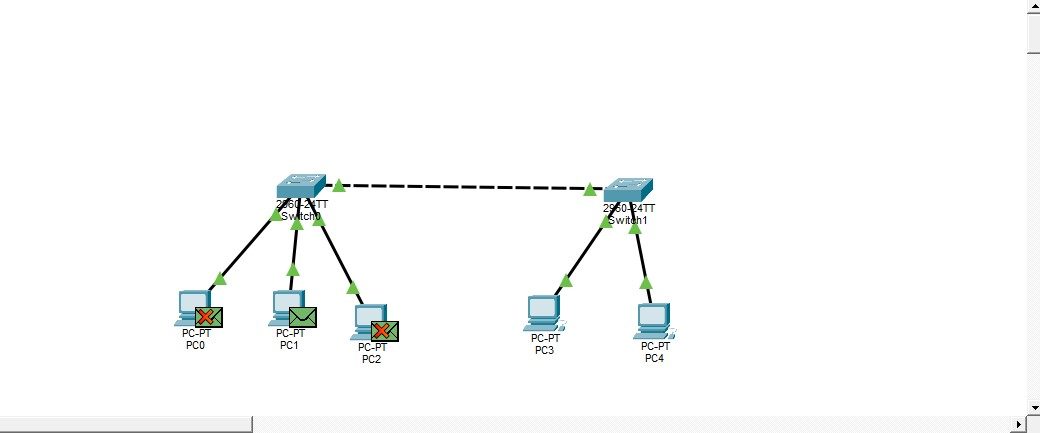 2960-24TT
Switch0
2960-24TT
Switch1
PC-PT
PC0
PC-PT
PC1
PC-PT
PC2
PC-PT
PC3
PC-PT
PC4